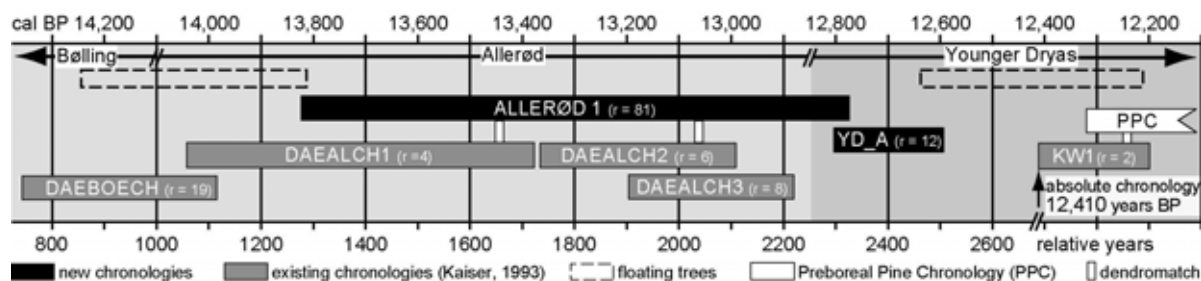 cal BP 14,200 14,000 13,800 13,600 13,400 13,200 13,000 12,800 12,600 12,400 12,200
Bølling Allerød Younger Dryas
ALLERØD 1 (r = 81) PPC
DAEALCH1 (r =4) DAEALCH2 (r = 6) YD_A (r = 12) KW1 (r = 2)
DAEBOECH (r = 19) DAEALCH3 (r = 8) absolute chronology
12,410 years BP
800 1000 1200 1400 1600 1800 2000 2200 2400 2600 relative years
new chronologies existing chronologies (Kaiser, 1993) floating trees Preboreal Pine Chronology (PPC) dendromatch